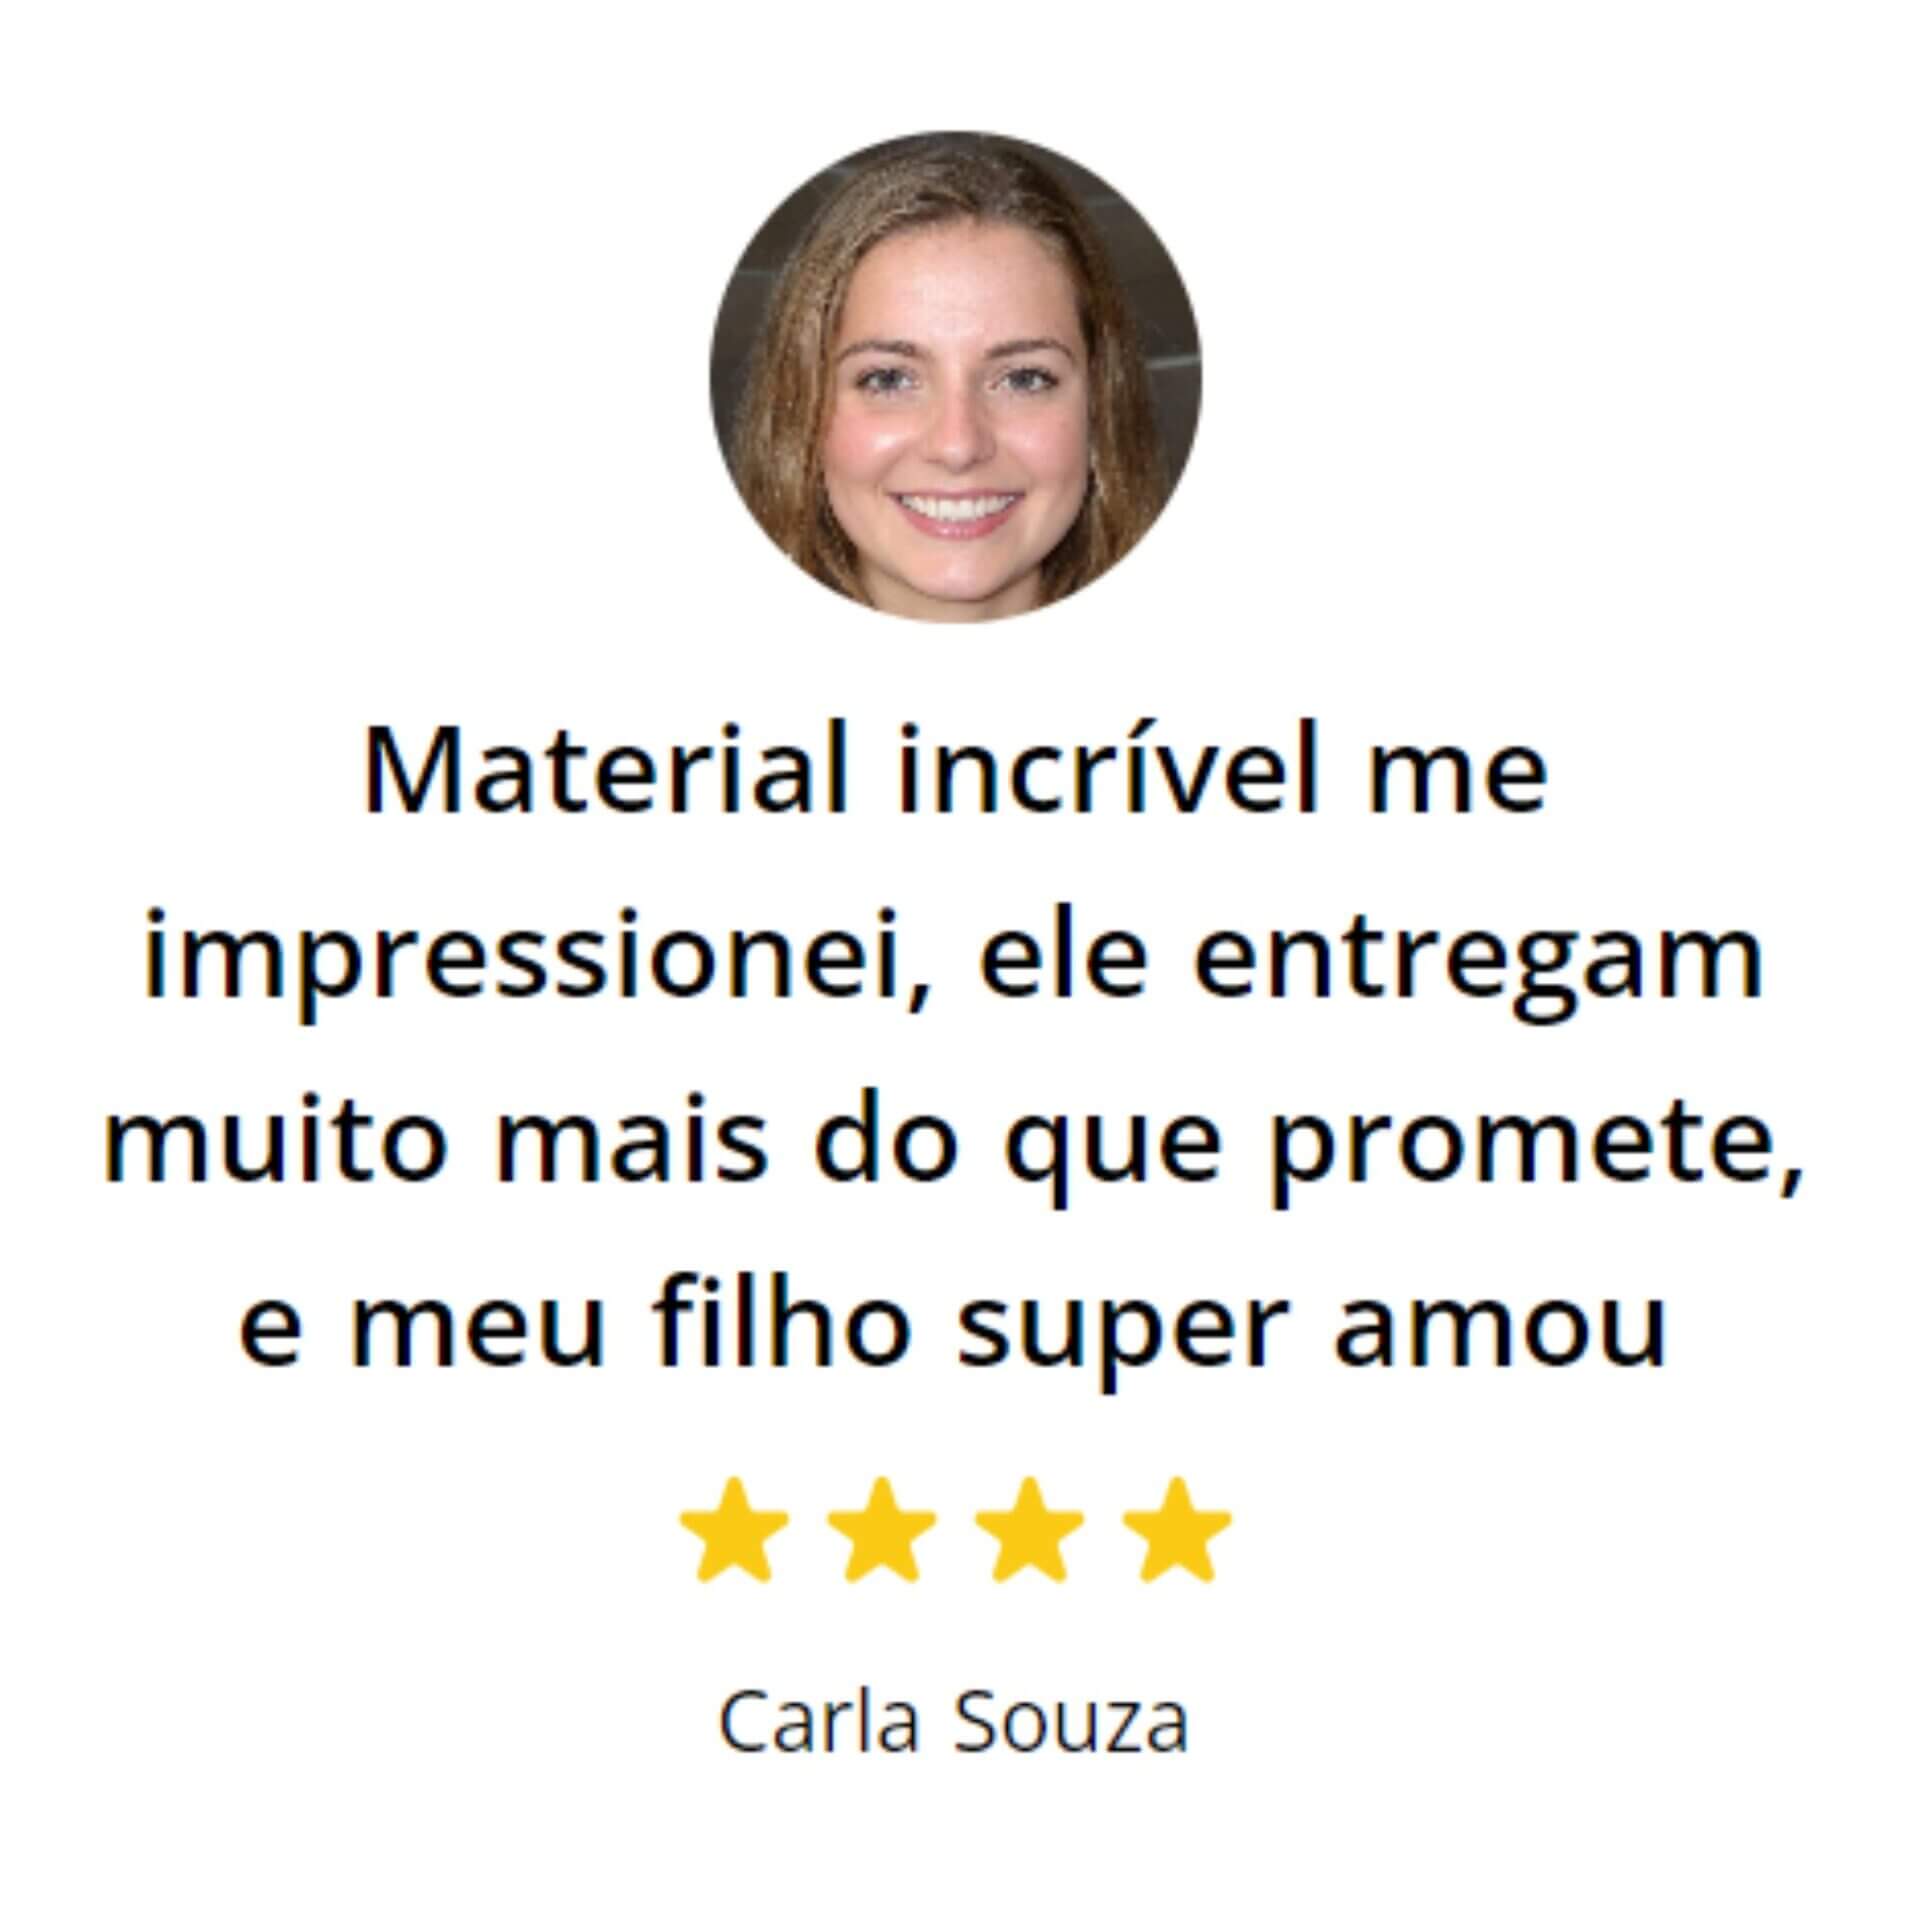 Material incrível me
impressionei, ele entregam
muito mais do que promete,
e meu filho super amou
Carla Souza